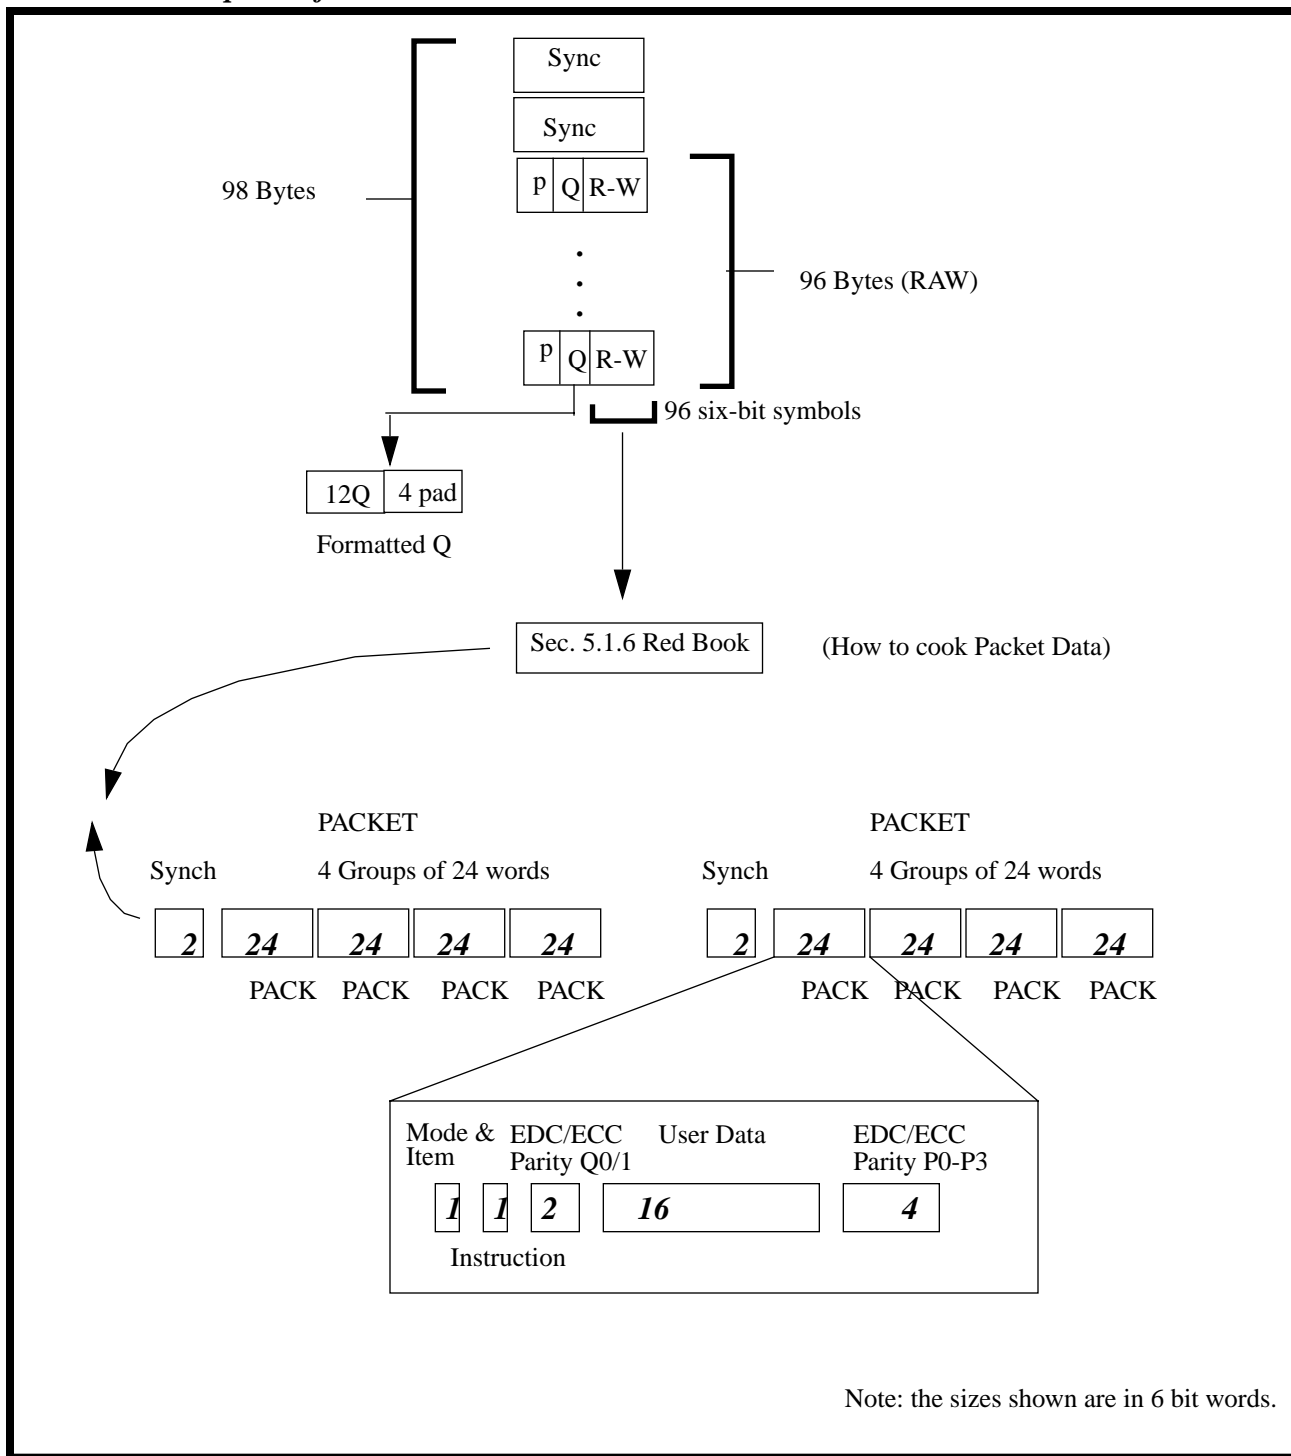 Sync
Sync
98 Bytes
P Q R-W
96 Bytes (RAW)
P Q R-W
96 six-bit symbols
12Q 4 pad
Formatted Q
Sec. 5.1.6 Red Book (How to cook Packet Data)
PACKET PACKET
Synch 4 Groups of 24 words Synch 4 Groups of 24 words
2 24 24 24 24 2 24 24 24 24
PACK PACK PACK PACK PACK PACK PACK PACK
Mode & EDC/ECC User Data EDC/ECC
Item Parity Q0/1 Parity P0-P3
1 1 2 16 4
Instruction
Note: the sizes shown are in 6 bit words.